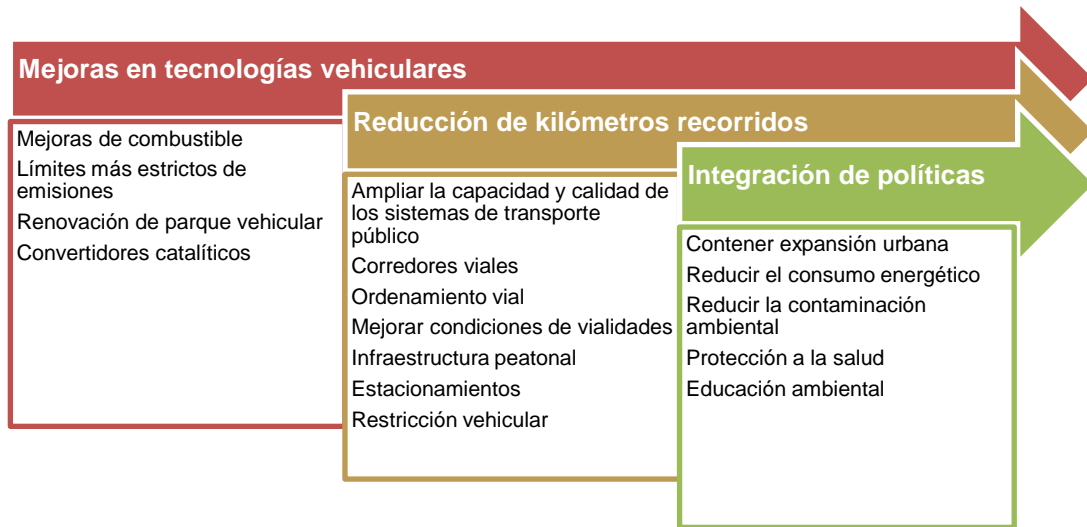 Mejoras en tecnologías vehiculares
Mejoras de combustible
Límites más estrictos de
emisiones
Renovación de parque vehicular
Convertidores catalíticos
Reducción de kilómetros recorridos
Ampliar la capacidad y calidad de
los sistemas de transporte
público
Corredores viales
Ordenamiento vial
Mejorar condiciones de vialidades
Infraestructura peatonal
Estacionamientos
Restricción vehicular
Integración de políticas
Contener expansión urbana
Reducir el consumo energético
Reducir la contaminación
ambiental
Protección a la salud
Educación ambiental